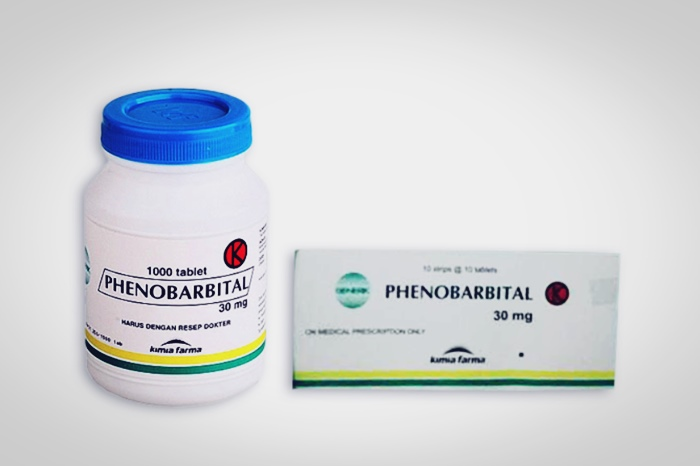 K
1000 tablet
PHENOBARBITAL
30 mg
HARUS DENGAN RESEP DOKTER
kimia farma
10 strips @ 10 tablets
GENERIK
PHENOBARBITAL K
30 mg
ON MEDICAL PRESCRIPTION ONLY
kimia farma